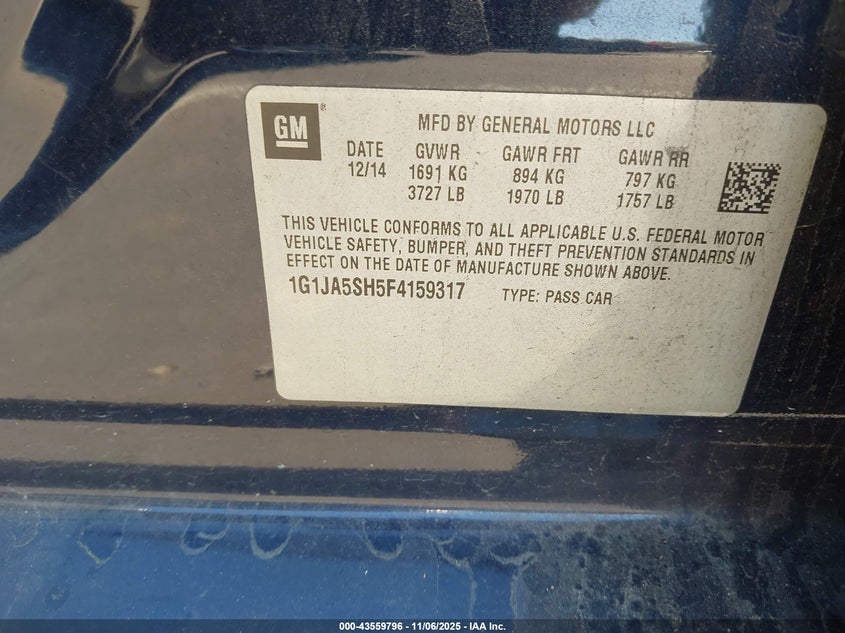 GM
®
MFD BY GENERAL MOTORS LLC
DATE GVWR GAWR FRT GAWR RR
12/14 1691 KG 894 KG 797 KG
3727 LB 1970 LB 1757 LB
THIS VEHICLE CONFORMS TO ALL APPLICABLE U.S. FEDERAL MOTOR
VEHICLE SAFETY, BUMPER, AND THEFT PREVENTION STANDARDS IN
EFFECT ON THE DATE OF MANUFACTURE SHOWN ABOVE.
1G1JA5SH5F4159317 TYPE: PASS CAR
000-43559796 - 11/06/2025 - IAA Inc.